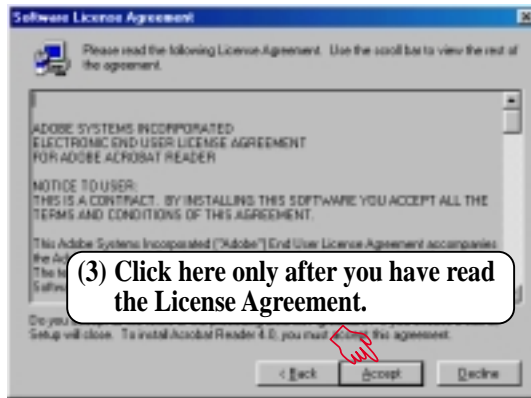 Software License Agreement
Please read the following License Agreement. Use the scroll bar to view the rest of
the agreement.
ADOBE SYSTEMS INCORPORATED
ELECTRONIC END USER LICENSE AGREEMENT
FOR ADOBE ACROBAT READER
NOTICE TO USER:
THIS IS A CONTRACT. BY INSTALLING THIS SOFTWARE YOU ACCEPT ALL THE
TERMS AND CONDITIONS OF THIS AGREEMENT.
This Adobe Systems Incorporated ("Adobe") End User License Agreement accompanies
the
(3) Click here only after you have read
the License Agreement.
Do you
Setup will close. To install Acrobat Reader 4.0, you must accept this agreement.
< Back
Accept
Decline